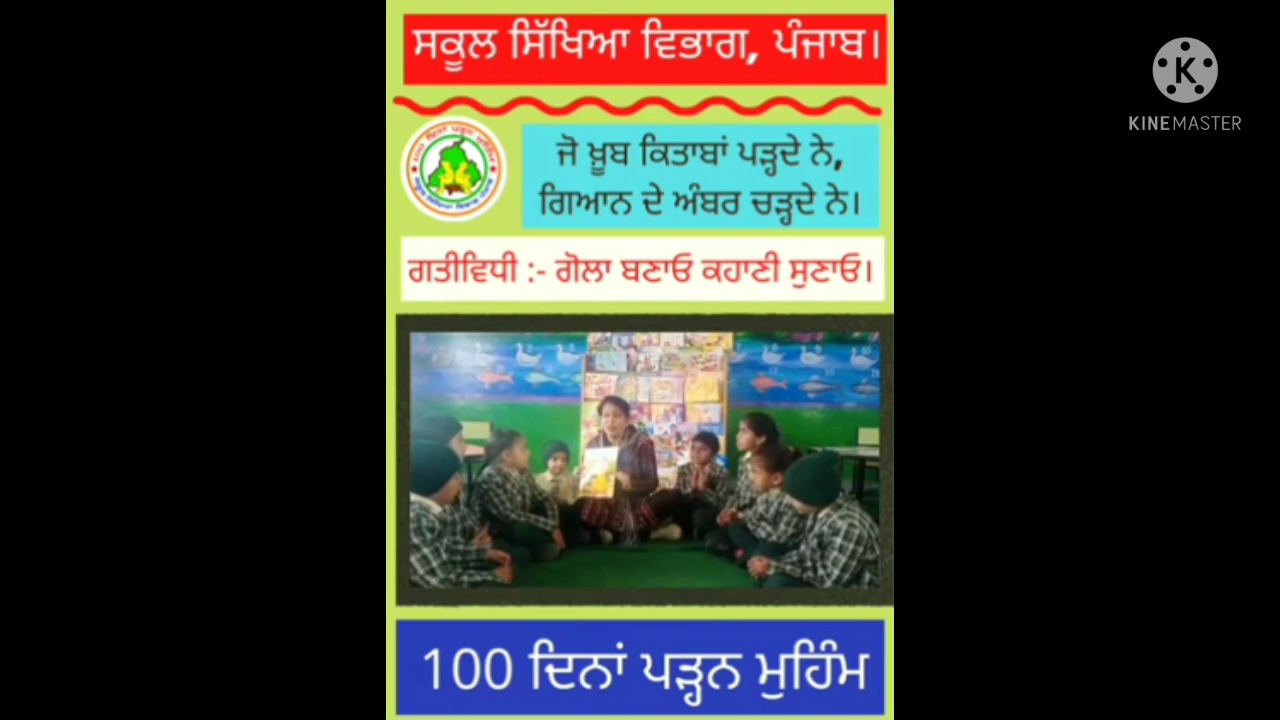 ਸਕੂਲ ਸਿੱਖਿਆ ਵਿਭਾਗ, ਪੰਜਾਬ।
ਜੋ ਖ਼ੂਬ ਕਿਤਾਬਾਂ ਪੜ੍ਹਦੇ ਨੇ,
ਗਿਆਨ ਦੇ ਅੰਬਰ ਚੜ੍ਹਦੇ ਨੇ।
ਗਤੀਵਿਧੀ :- ਗੋਲਾ ਬਣਾਓ ਕਹਾਣੀ ਸੁਣਾਓ।
100 ਦਿਨਾਂ ਪੜ੍ਹਨ ਮੁਹਿੰਮ
K
KINEMASTER